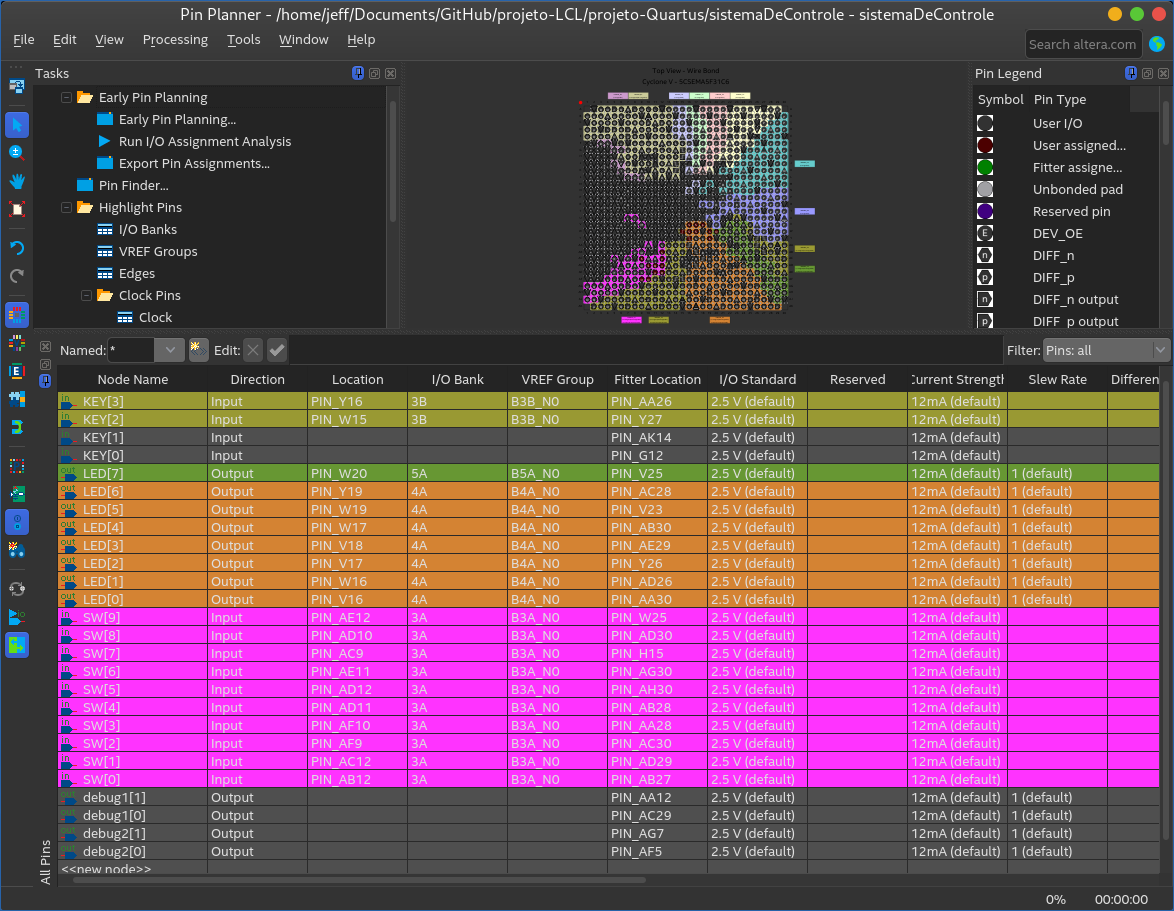 Pin Planner - /home/jeff/Documents/GitHub/projeto-LCL/projeto-Quartus/sistemaDeControle - sistemaDeControle
File Edit View Processing Tools Window Help
Search altera.com
Tasks
Early Pin Planning
Early Pin Planning...
Run I/O Assignment Analysis
Export Pin Assignments...
Pin Finder...
Highlight Pins
I/O Banks
VREF Groups
Edges
Clock Pins
Clock
Top View - Wire Bond
Cyclone V - 5CSEMA5F31C6
Pin Legend
Symbol Pin Type
User I/O
User assigned...
Fitter assigne...
Unbonded pad
Reserved pin
E DEV_OE
n DIFF_n
p DIFF_p
n DIFF_n output
p DIFF_p output
Named: * Edit: Filter: Pins: all
Node Name Direction Location I/O Bank VREF Group Fitter Location I/O Standard Reserved Current Strength Slew Rate Differen
in KEY[3] Input PIN_Y16 3B B3B_N0 PIN_AA26 2.5 V (default) 12mA (default)
in KEY[2] Input PIN_W15 3B B3B_N0 PIN_Y27 2.5 V (default) 12mA (default)
in KEY[1] Input PIN_AK14 2.5 V (default) 12mA (default)
in KEY[0] Input PIN_G12 2.5 V (default) 12mA (default)
out LED[7] Output PIN_W20 5A B5A_N0 PIN_V25 2.5 V (default) 12mA (default) 1 (default)
out LED[6] Output PIN_Y19 4A B4A_N0 PIN_AC28 2.5 V (default) 12mA (default) 1 (default)
out LED[5] Output PIN_W19 4A B4A_N0 PIN_V23 2.5 V (default) 12mA (default) 1 (default)
out LED[4] Output PIN_W17 4A B4A_N0 PIN_AB30 2.5 V (default) 12mA (default) 1 (default)
out LED[3] Output PIN_V18 4A B4A_N0 PIN_AE29 2.5 V (default) 12mA (default) 1 (default)
out LED[2] Output PIN_V17 4A B4A_N0 PIN_Y26 2.5 V (default) 12mA (default) 1 (default)
out LED[1] Output PIN_W16 4A B4A_N0 PIN_AD26 2.5 V (default) 12mA (default) 1 (default)
out LED[0] Output PIN_V16 4A B4A_N0 PIN_AA30 2.5 V (default) 12mA (default) 1 (default)
in SW[9] Input PIN_AE12 3A B3A_N0 PIN_W25 2.5 V (default) 12mA (default)
in SW[8] Input PIN_AD10 3A B3A_N0 PIN_AD30 2.5 V (default) 12mA (default)
in SW[7] Input PIN_AC9 3A B3A_N0 PIN_H15 2.5 V (default) 12mA (default)
in SW[6] Input PIN_AE11 3A B3A_N0 PIN_AG30 2.5 V (default) 12mA (default)
in SW[5] Input PIN_AD12 3A B3A_N0 PIN_AH30 2.5 V (default) 12mA (default)
in SW[4] Input PIN_AD11 3A B3A_N0 PIN_AB28 2.5 V (default) 12mA (default)
in SW[3] Input PIN_AF10 3A B3A_N0 PIN_AA28 2.5 V (default) 12mA (default)
in SW[2] Input PIN_AF9 3A B3A_N0 PIN_AC30 2.5 V (default) 12mA (default)
in SW[1] Input PIN_AC12 3A B3A_N0 PIN_AD29 2.5 V (default) 12mA (default)
in SW[0] Input PIN_AB12 3A B3A_N0 PIN_AB27 2.5 V (default) 12mA (default)
out debug1[1] Output PIN_AA12 2.5 V (default) 12mA (default) 1 (default)
out debug1[0] Output PIN_AC29 2.5 V (default) 12mA (default) 1 (default)
out debug2[1] Output PIN_AG7 2.5 V (default) 12mA (default) 1 (default)
out debug2[0] Output PIN_AF5 2.5 V (default) 12mA (default) 1 (default)
<<new node>>
All Pins
0% 00:00:00